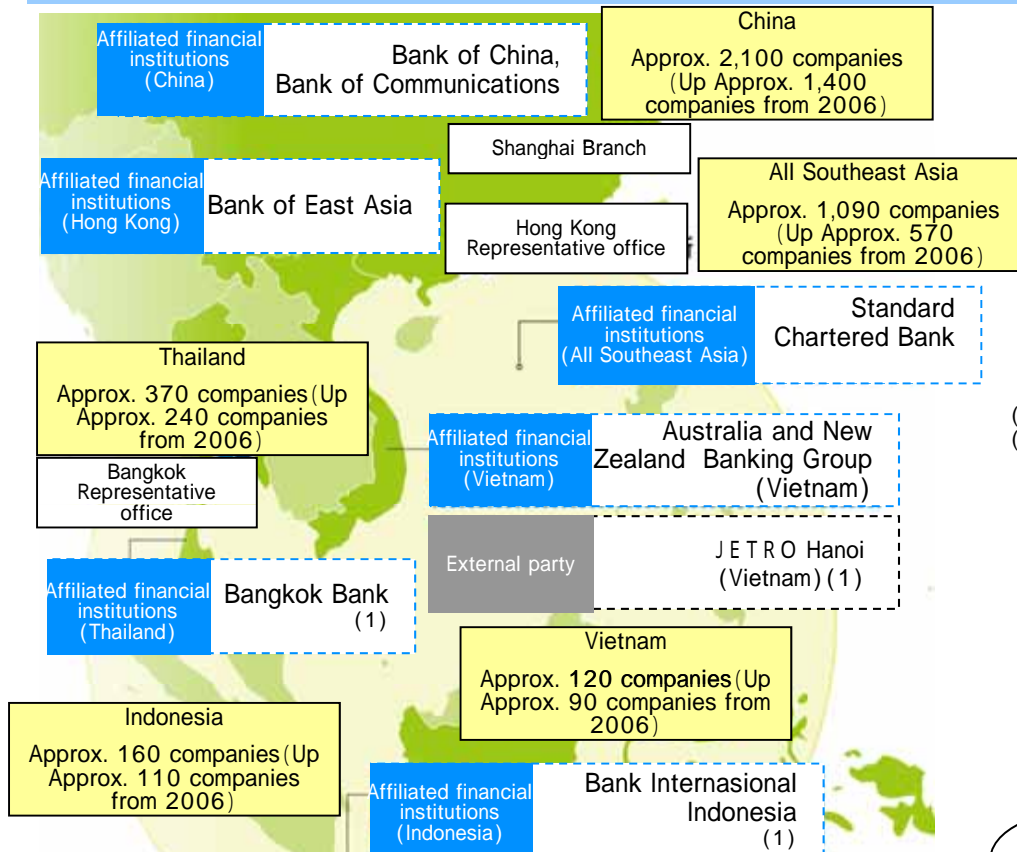 Affiliated financial
institutions
(China)
Bank of China,
Bank of Communications
China
Approx. 2,100 companies
(Up Approx. 1,400
companies from 2006)
Shanghai Branch
Affiliated financial
institutions
(Hong Kong)
Bank of East Asia
Hong Kong
Representative office
All Southeast Asia
Approx. 1,090 companies
(Up Approx. 570
companies from 2006)
Affiliated financial
institutions
(All Southeast Asia)
Standard
Chartered Bank
Thailand
Approx. 370 companies(Up
Approx. 240 companies
from 2006)
Bangkok
Representative
office
Affiliated financial
institutions
(Vietnam)
Australia and New
Zealand Banking Group
(Vietnam)
(
(
External party
JETRO Hanoi
(Vietnam) (1)
Affiliated financial
institutions
(Thailand)
Bangkok Bank
(1)
Vietnam
Approx. 120 companies(Up
Approx. 90 companies from
2006)
Indonesia
Approx. 160 companies(Up
Approx. 110 companies
from 2006)
Affiliated financial
institutions
(Indonesia)
Bank Internasional
Indonesia
(1)